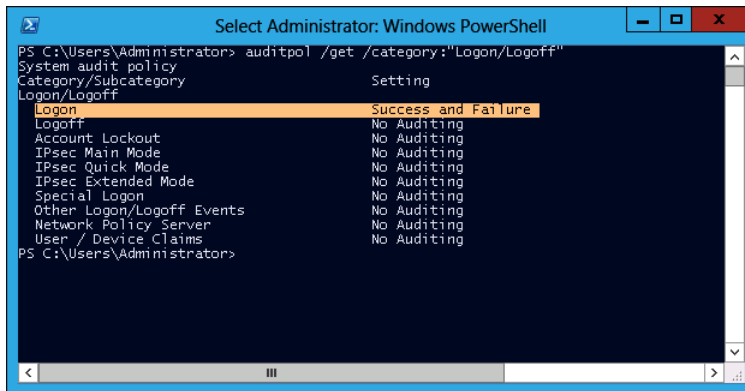 Select Administrator: Windows PowerShell
PS C:\Users\Administrator> auditpol /get /category:"Logon/Logoff"
System audit policy
Category/Subcategory Setting
Logon/Logoff
Logon Success and Failure
Logoff No Auditing
Account Lockout No Auditing
IPsec Main Mode No Auditing
IPsec Quick Mode No Auditing
IPsec Extended Mode No Auditing
Special Logon No Auditing
Other Logon/Logoff Events No Auditing
Network Policy Server No Auditing
User / Device Claims No Auditing
PS C:\Users\Administrator>